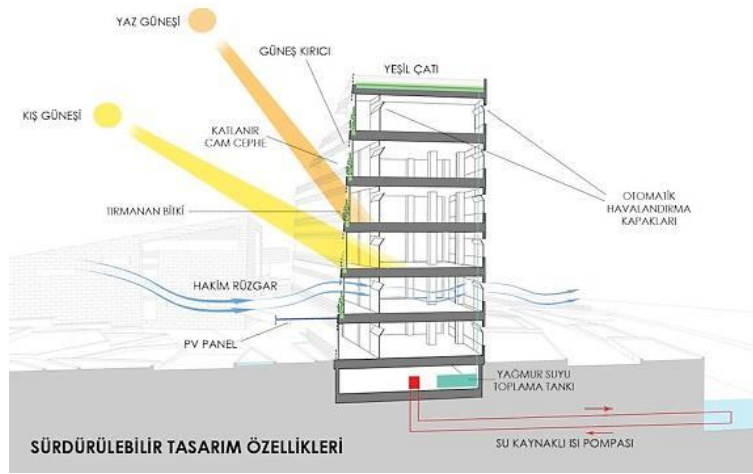 YAZ GÜNEŞİ
GÜNEŞ KIRICI
YEŞİL ÇATI
KIŞ GÜNEŞİ
KATLANIR
CAM CEPHE
TIRMANAN BİTKİ
OTOMATİK
HAVALANDIRMA
KAPAKLARI
HAKİM RÜZGAR
PV PANEL
YAĞMUR SUYU
TOPLAMA TANKI
SU KAYNAKLI ISI POMPASI
SÜRDÜRÜLEBİLİR TASARIM ÖZELLİKLERİ